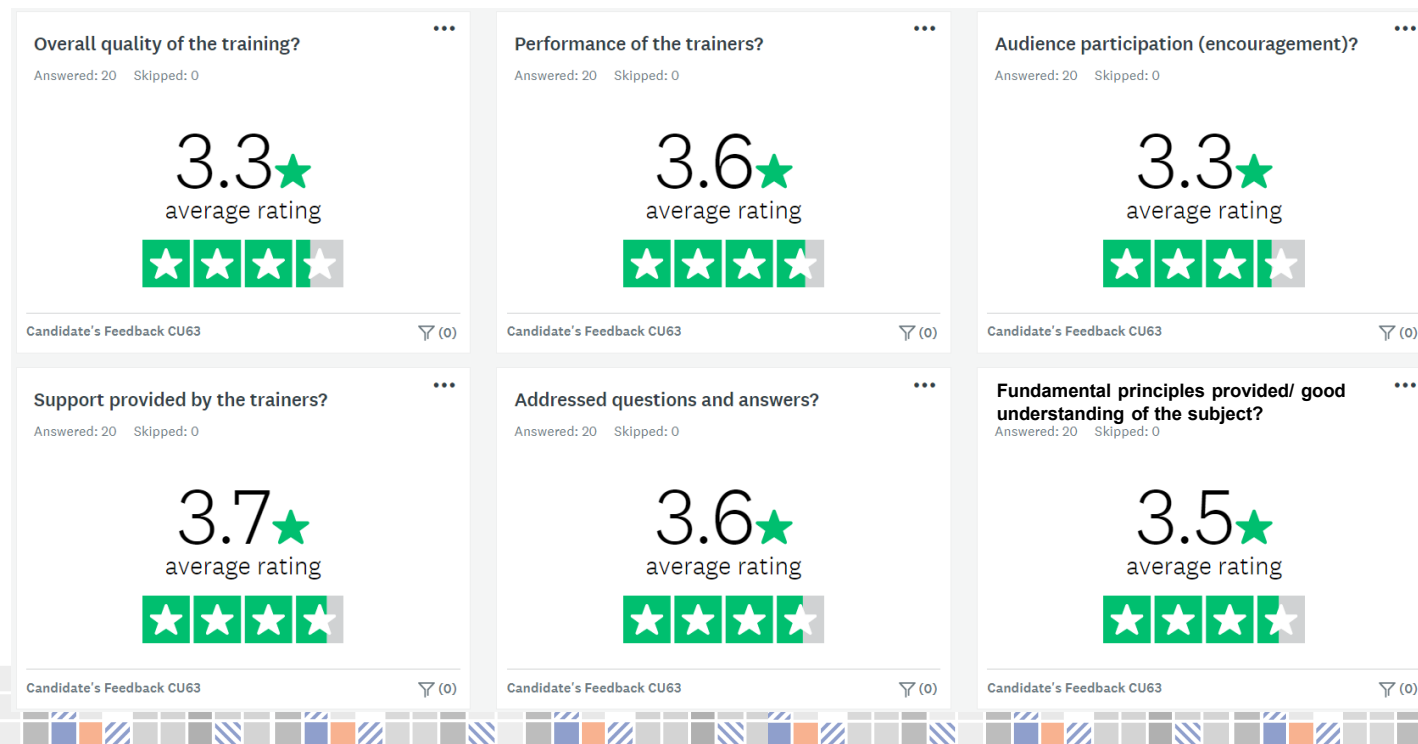 Overall quality of the training?
Answered: 20 Skipped: 0
3.3
average rating
Candidate's Feedback CU63
(0)
Performance of the trainers?
Answered: 20 Skipped: 0
3.6
average rating
Candidate's Feedback CU63
(0)
Audience participation (encouragement)?
Answered: 20 Skipped: 0
3.3
average rating
Candidate's Feedback CU63
(0)
Support provided by the trainers?
Answered: 20 Skipped: 0
3.7
average rating
Candidate's Feedback CU63
(0)
Addressed questions and answers?
Answered: 20 Skipped: 0
3.6
average rating
Candidate's Feedback CU63
(0)
Fundamental principles provided/ good
understanding of the subject?
Answered: 20 Skipped: 0
3.5
average rating
Candidate's Feedback CU63
(0)